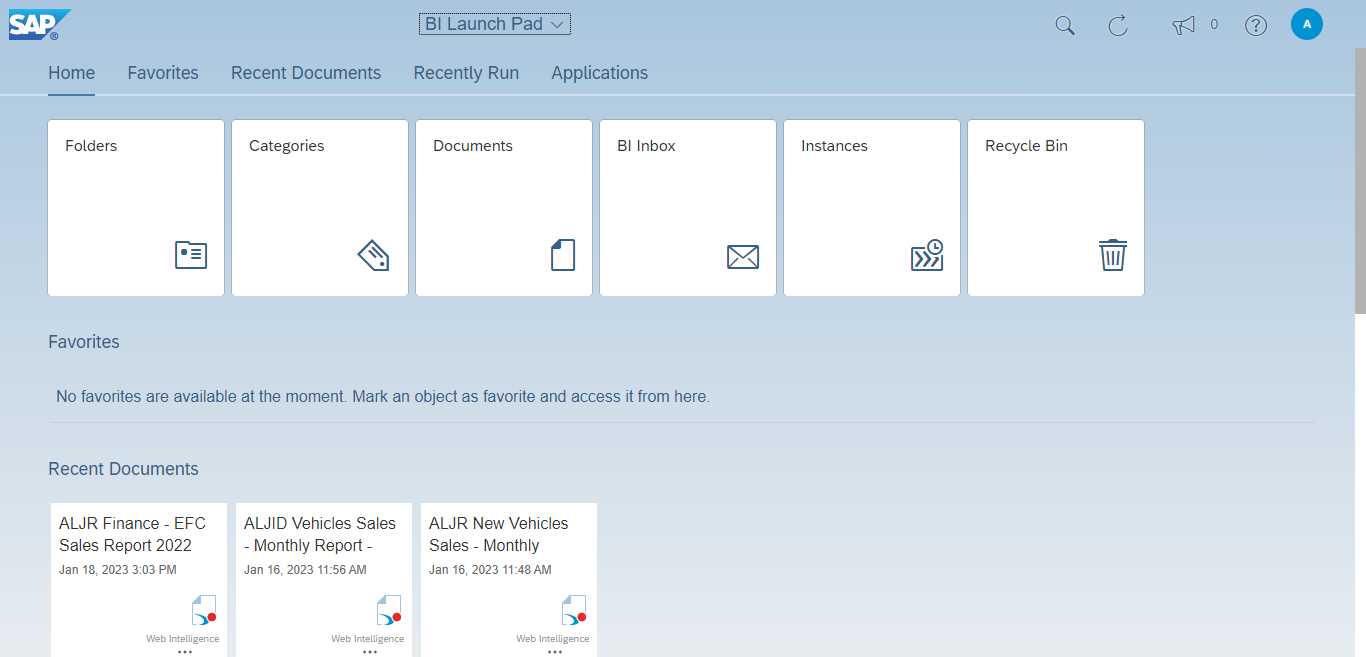 SAP®
BI Launch Pad
0
A
Home Favorites Recent Documents Recently Run Applications
Folders
Categories
Documents
BI Inbox
Instances
Recycle Bin
Favorites
No favorites are available at the moment. Mark an object as favorite and access it from here.
Recent Documents
ALJR Finance - EFC
Sales Report 2022
Jan 18, 2023 3:03 PM
Web Intelligence
ALJID Vehicles Sales
- Monthly Report -
Jan 16, 2023 11:56 AM
Web Intelligence
ALJR New Vehicles
Sales - Monthly
Jan 16, 2023 11:48 AM
Web Intelligence